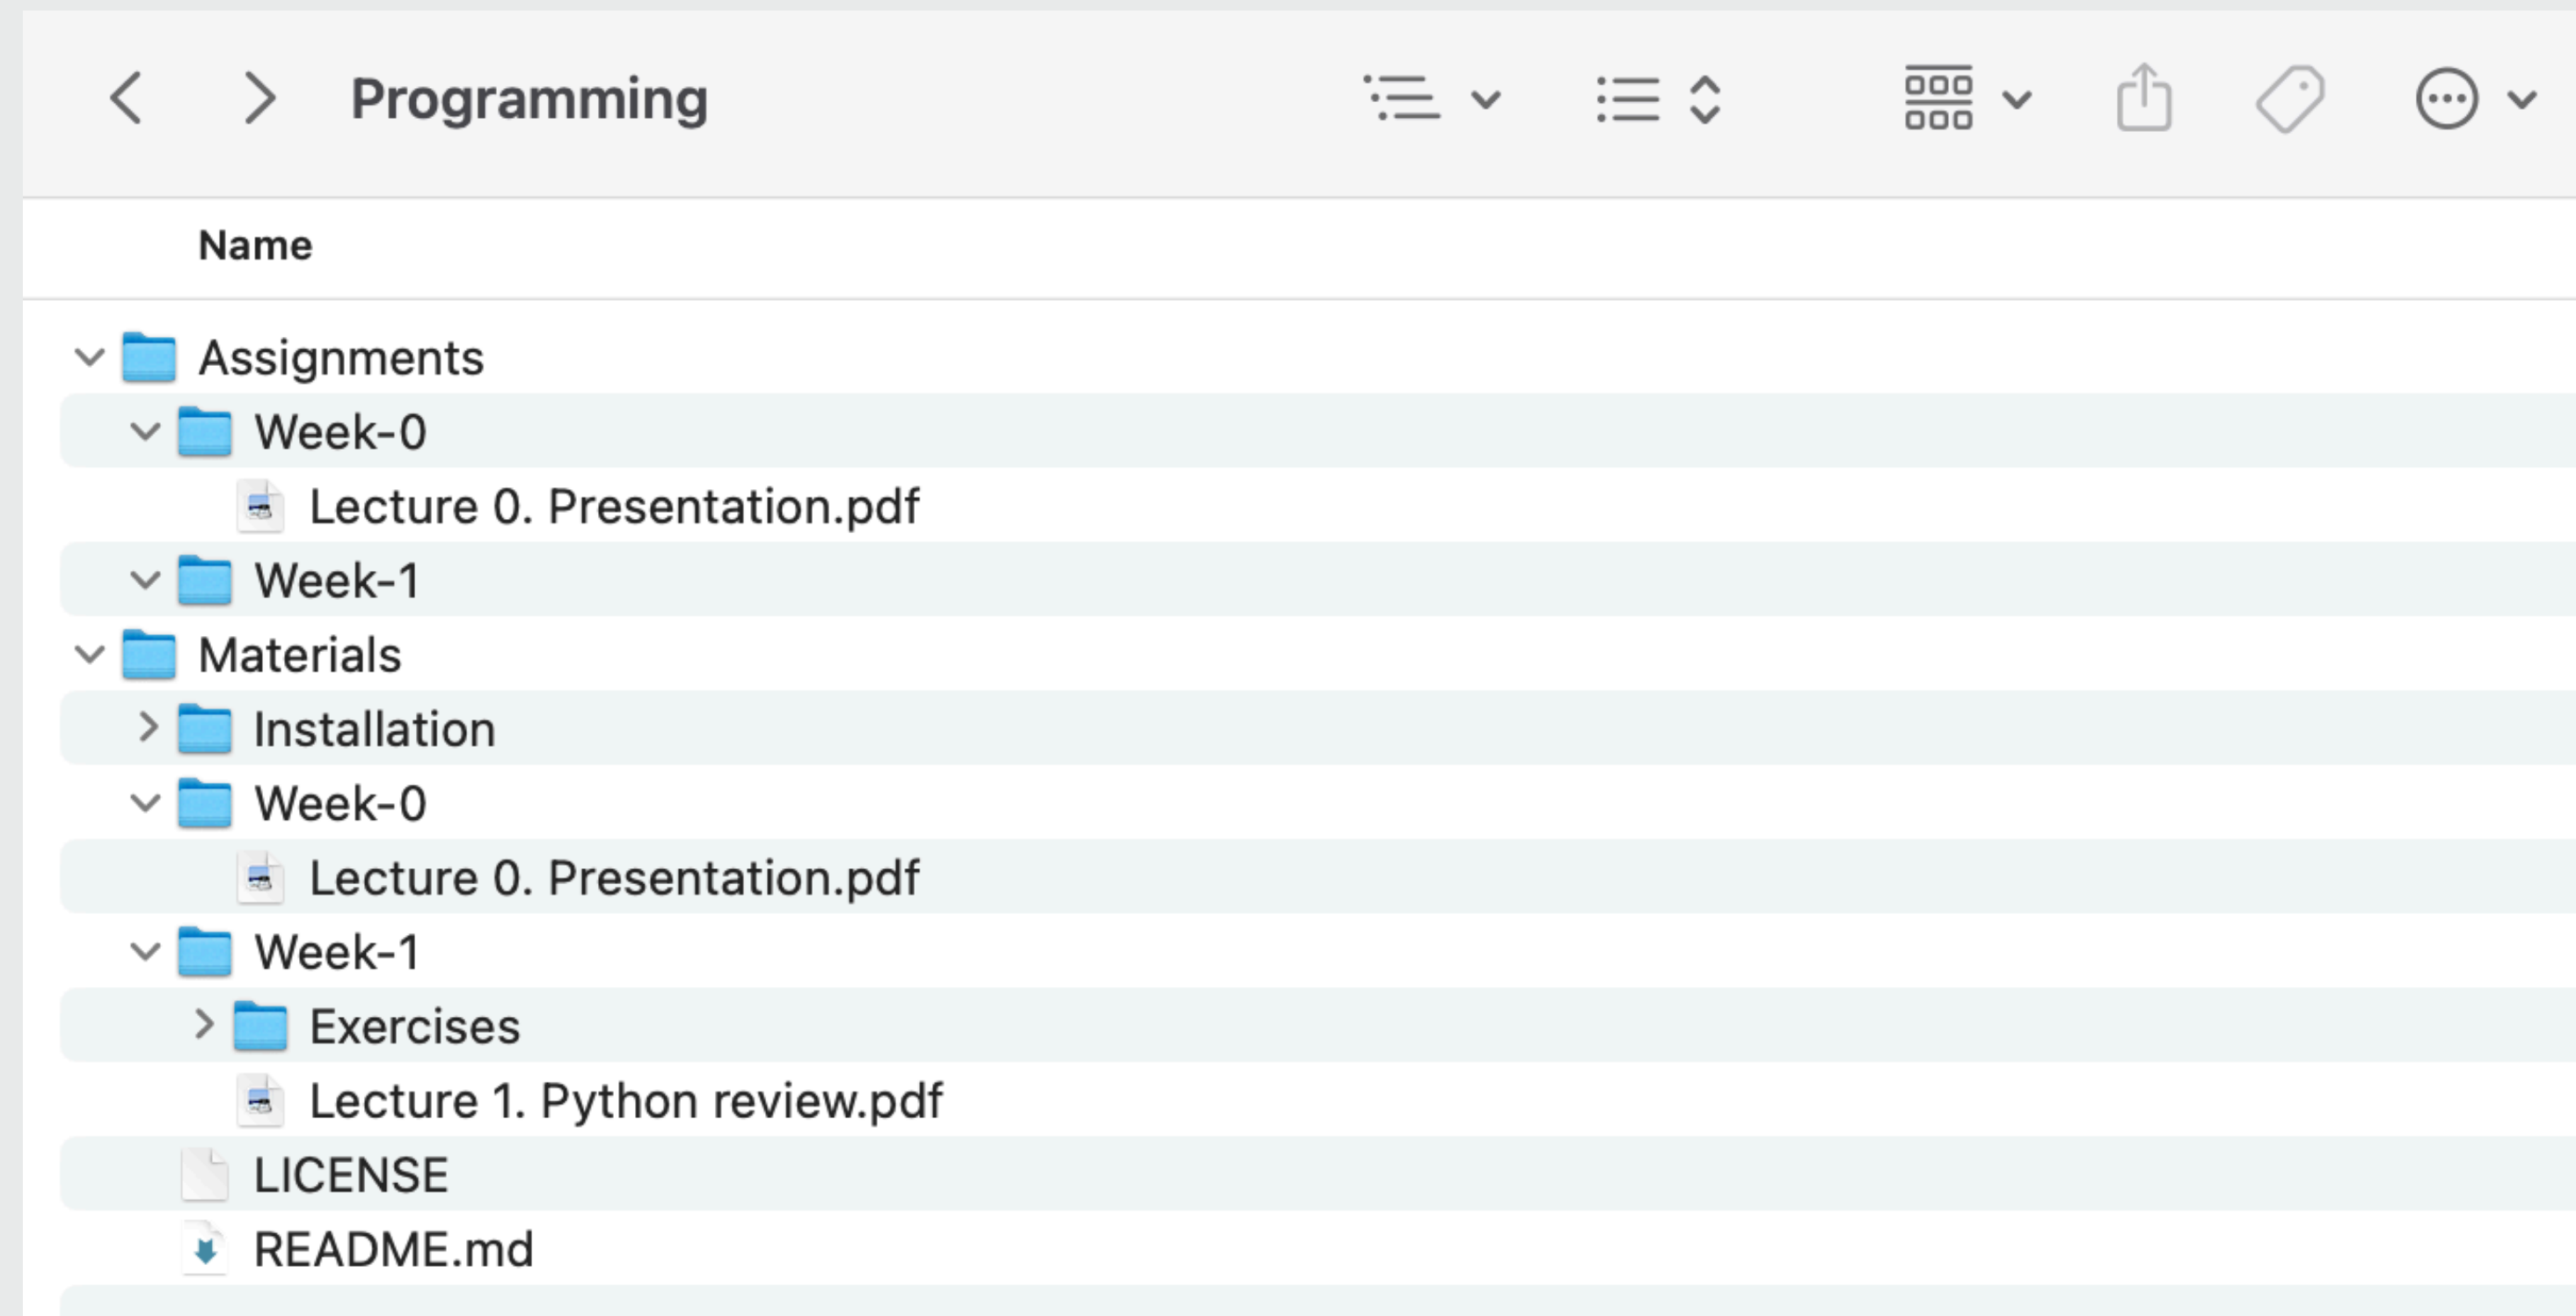 Programming
Name
Assignments
Week-0
Lecture 0. Presentation.pdf
Week-1
Materials
Installation
Week-0
Lecture 0. Presentation.pdf
Week-1
Exercises
Lecture 1. Python review.pdf
LICENSE
README.md